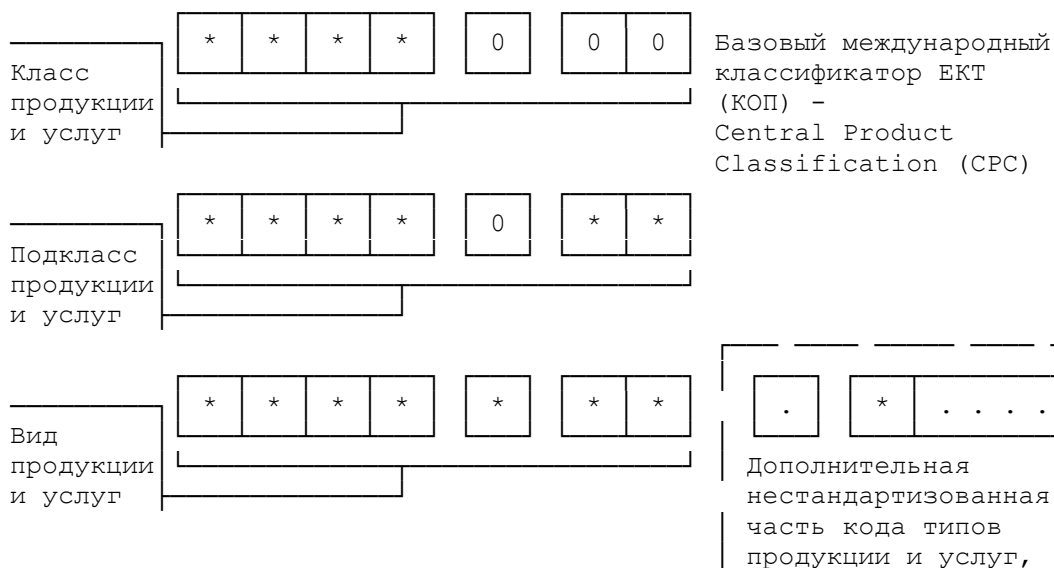 * * * * 0 0 0
Класс
продукции
и услуг
Базовый международный
классификатор ЕКТ
(КОП) -
Central Product
Classification (CPC)
* * * * 0 * *
Подкласс
продукции
и услуг
* * * * * * *
Вид
продукции
и услуг
. * . . . .
Дополнительная
нестандартизованная
часть кода типов
продукции и услуг,